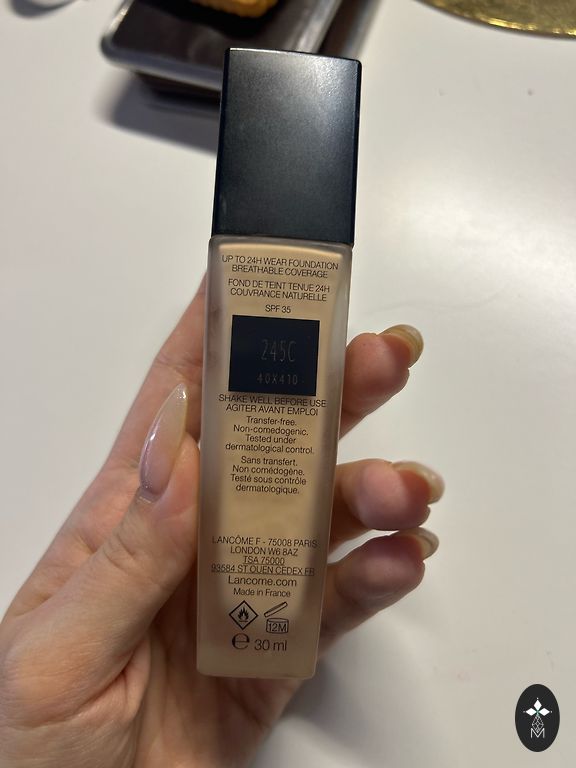 UP TO 24H WEAR FOUNDATION
BREATHABLE COVERAGE
FOND DE TEINT TENUE 24H
COUVRANCE NATURELLE
SPF 35
245C
40X410
SHAKE WELL BEFORE USE
AGITER AVANT EMPLOI
Transfer-free.
Non-comedogenic.
Tested under
dermatological control.
Sans transfert.
Non comédogène.
Testé sous contrôle
dermatologique.
LANCÔME F - 75008 PARIS
LONDON W6 8AZ
TSA 75000
93584 ST OUEN CEDEX FR
Lancome.com
Made in France
12M
e 30 ml
M